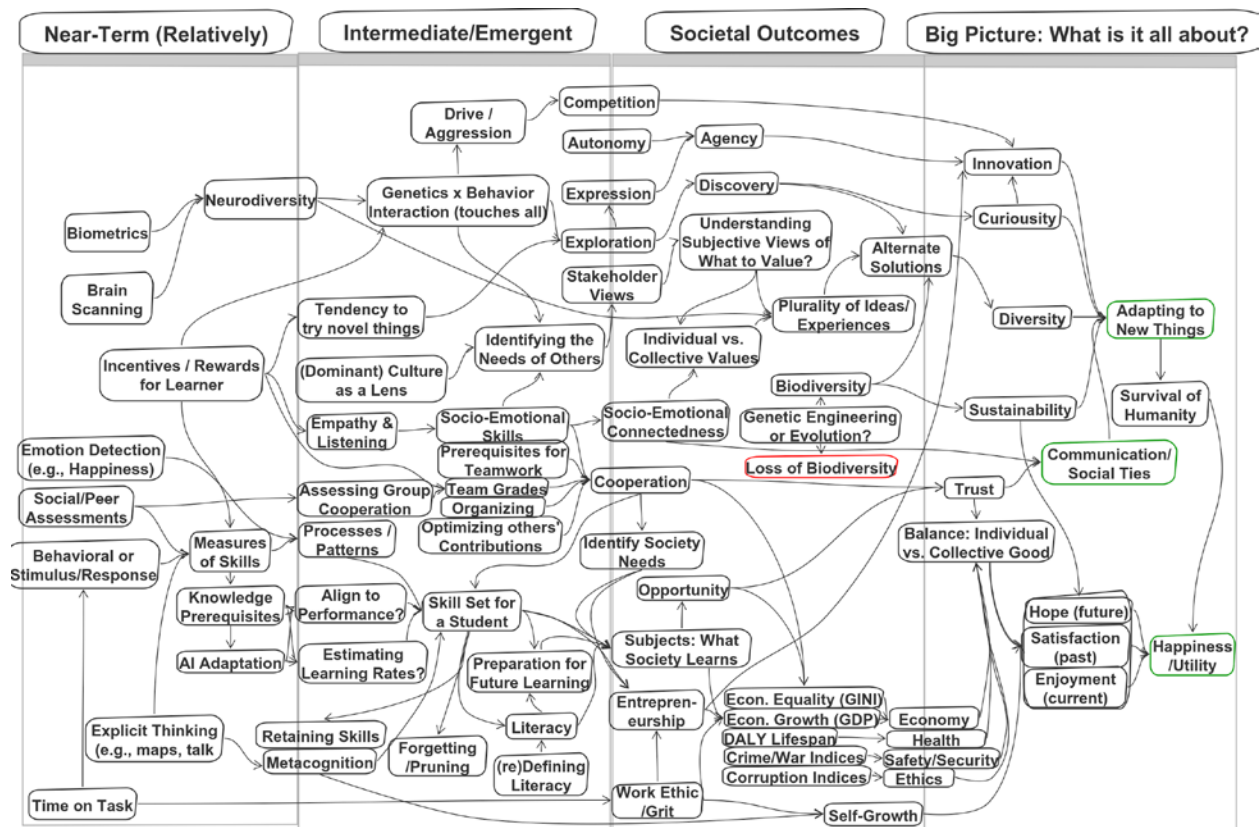 Near-Term (Relatively)
Intermediate/Emergent
Societal Outcomes
Big Picture: What is it all about?
Biometrics
Brain
Scanning
Neurodiversity
Incentives / Rewards
for Learner
Emotion Detection
(e.g., Happiness)
Social/Peer
Assessments
Behavioral or
Stimulus/Response
Measures
of Skills
Knowledge
Prerequisites
AI Adaptation
Explicit Thinking
(e.g., maps, talk
Time on Task
Drive /
Aggression
Genetics x Behavior
Interaction (touches all)
Tendency to
try novel things
(Dominant) Culture
as a Lens
Identifying the
Needs of Others
Empathy &
Listening
Socio-Emotional
Skills
Prerequisites for
Teamwork
Assessing Group
Cooperation
Team Grades
Organizing
Optimizing others'
Contributions
Processes /
Patterns
Align to
Performance?
Skill Set for
a Student
Estimating
Learning Rates?
Preparation for
Future Learning
Retaining Skills
Metacognition
Forgetting
/Pruning
Literacy
(re)Defining
Literacy
Competition
Autonomy
Agency
Expression
Discovery
Exploration
Understanding
Subjective Views of
What to Value?
Stakeholder
Views
Alternate
Solutions
Plurality of Ideas/
Experiences
Individual vs.
Collective Values
Biodiversity
Socio-Emotional
Connectedness
Genetic Engineering
or Evolution?
Loss of Biodiversity
Cooperation
Identify Society
Needs
Opportunity
Subjects: What
Society Learns
Entrepren-
eurship
Econ. Equality (GINI)
Econ. Growth (GDP)
DALY Lifespan
Crime/War Indices
Corruption Indices
Work Ethic
/Grit
Self-Growth
Economy
Health
Safety/Security
Ethics
Innovation
Curiousity
Diversity
Adapting to
New Things
Sustainability
Survival of
Humanity
Communication/
Social Ties
Trust
Balance: Individual
vs. Collective Good
Hope (future)
Satisfaction
(past)
Enjoyment
(current)
Happiness
/Utility